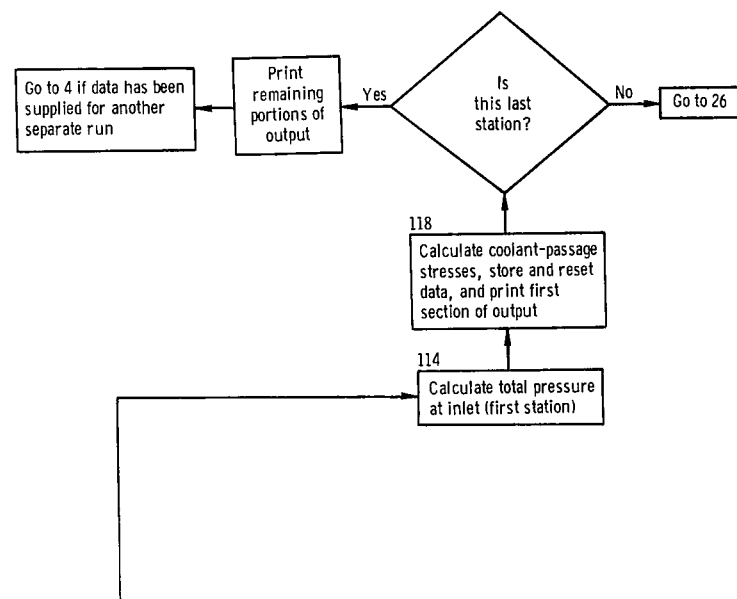 Go to 4 if data has been
supplied for another
separate run
Print
remaining
portions of
output
Yes
Is
this last
station?
No
Go to 26
118
Calculate coolant-passage
stresses, store and reset
data, and print first
section of output
114
Calculate total pressure
at inlet (first station)